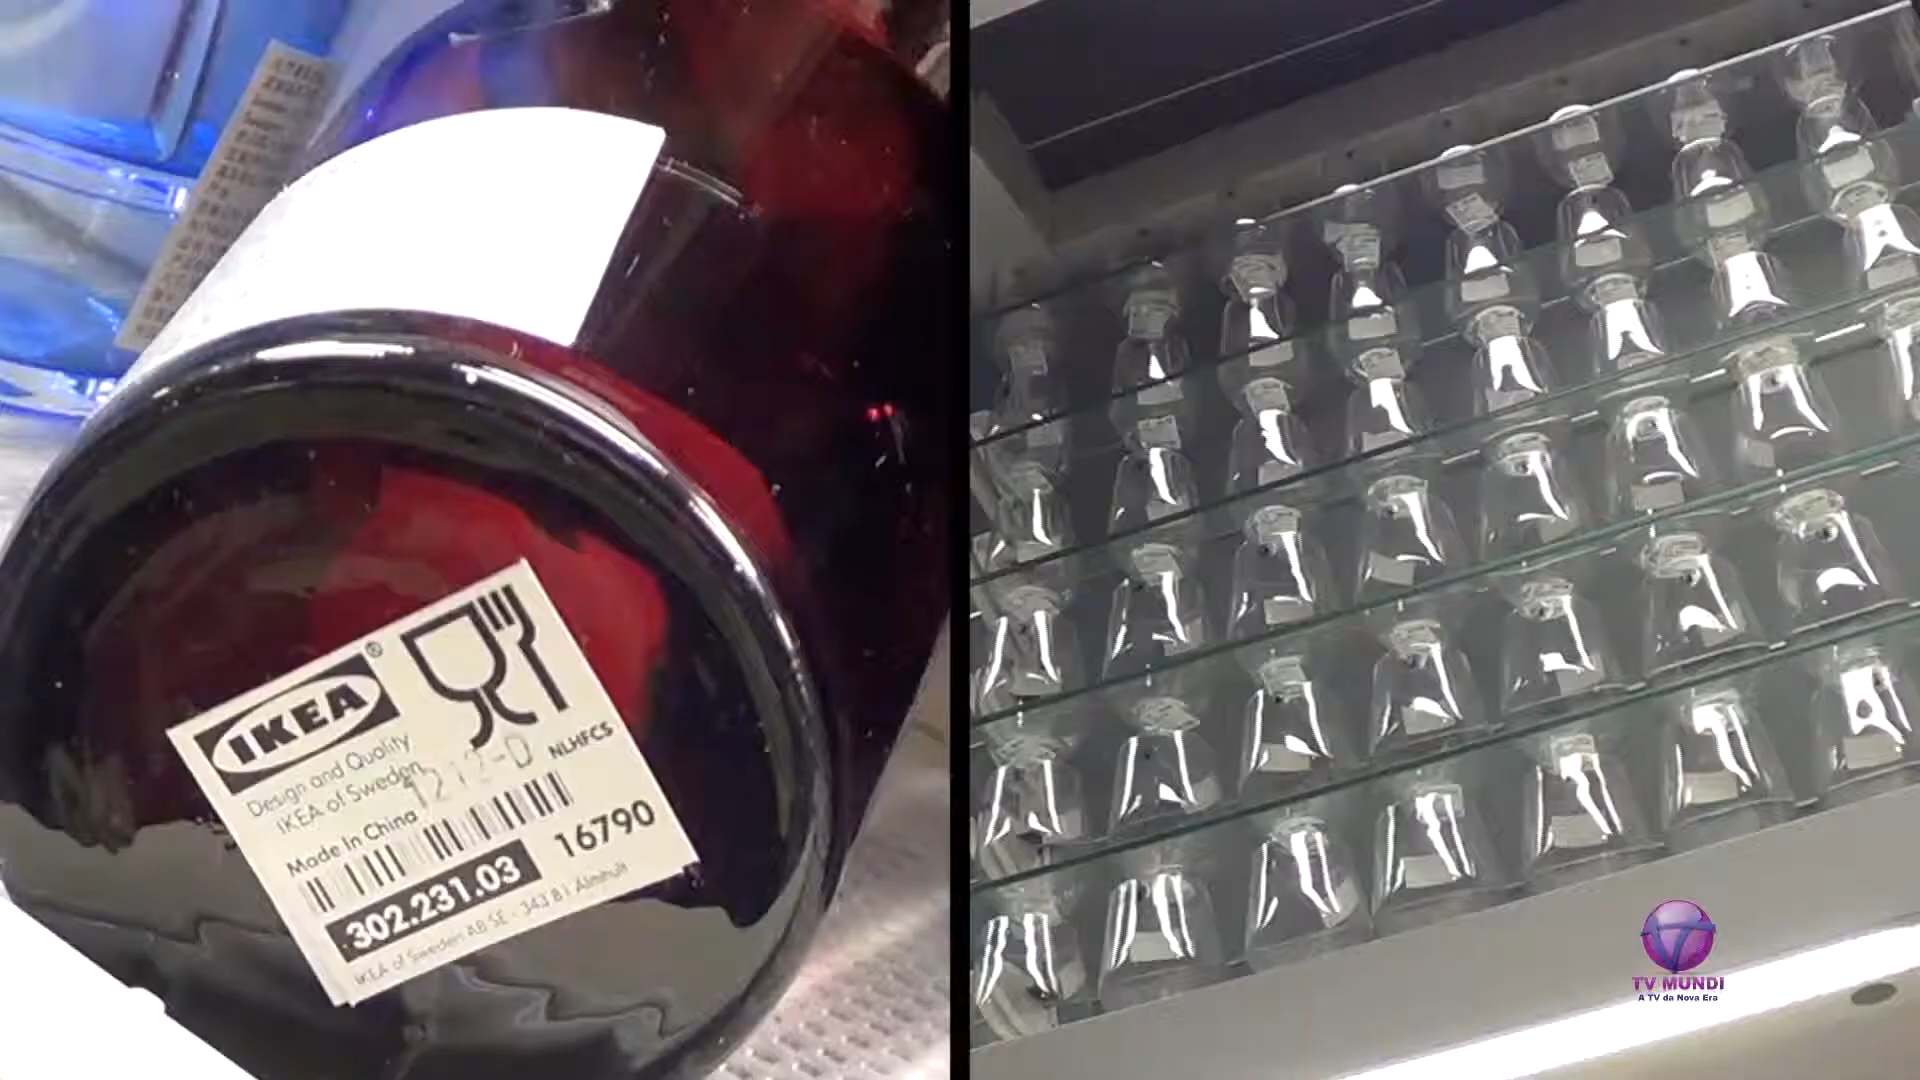 IKEA®
Design and Quality
IKEA of Sweden
1212-D
NLHFCS
Made In China
16790
302.231.03
IKEA of Sweden AB SE - 343 81 Älmhult
TV MUNDI
A TV da Nova Era